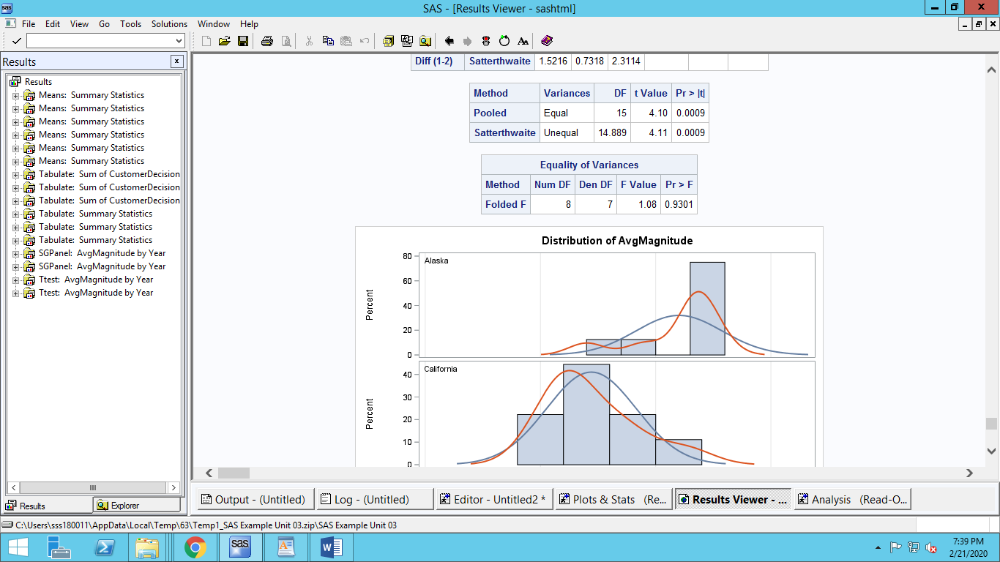 SAS - [Results Viewer - sashtml]
File Edit View Go Tools Solutions Window Help
Results
Results
Means: Summary Statistics
Means: Summary Statistics
Means: Summary Statistics
Means: Summary Statistics
Means: Summary Statistics
Means: Summary Statistics
Tabulate: Sum of CustomerDecision
Tabulate: Sum of CustomerDecision
Tabulate: Sum of CustomerDecision
Tabulate: Summary Statistics
Tabulate: Summary Statistics
Tabulate: Summary Statistics
SGPanel: AvgMagnitude by Year
SGPanel: AvgMagnitude by Year
Ttest: AvgMagnitude by Year
Ttest: AvgMagnitude by Year
Results Explorer
Diff (1-2) Satterthwaite 1.5216 0.7318 2.3114
Method Variances DF t Value Pr > |t|
Pooled Equal 15 4.10 0.0009
Satterthwaite Unequal 14.889 4.11 0.0009
Equality of Variances
Method Num DF Den DF F Value Pr > F
Folded F 8 7 1.08 0.9301
Distribution of AvgMagnitude
Alaska
80
60
40
20
0
Percent
California
40
30
20
10
0
Percent
Output - (Untitled) Log - (Untitled) Editor - Untitled2 * Plots & Stats (Re... Results Viewer - ... Analysis (Read-O...
C:\Users\sss180011\AppData\Local\Temp\63\Temp1_SAS Example Unit 03.zip\SAS Example Unit 03
sas
7:39 PM
2/21/2020